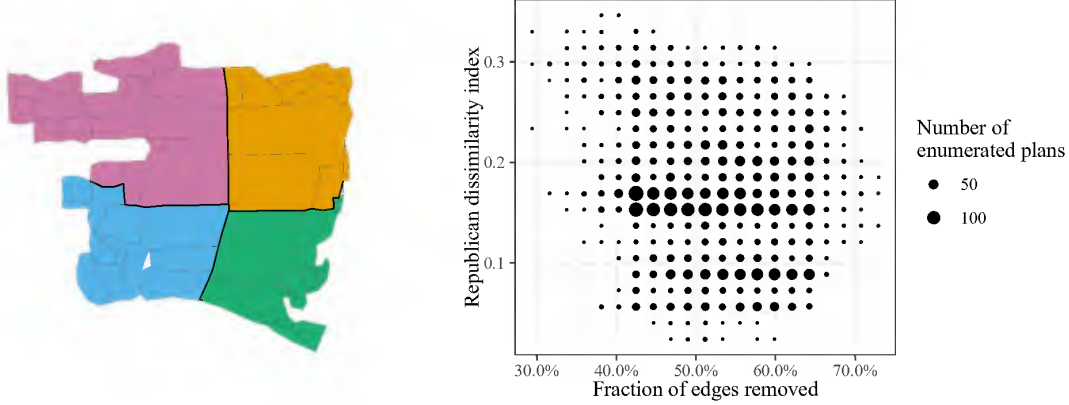 Republican dissimilarity index
0.3
0.2
0.1
30.0%
40.0%
50.0%
60.0%
70.0%
Fraction of edges removed
Number of
enumerated plans
50
100